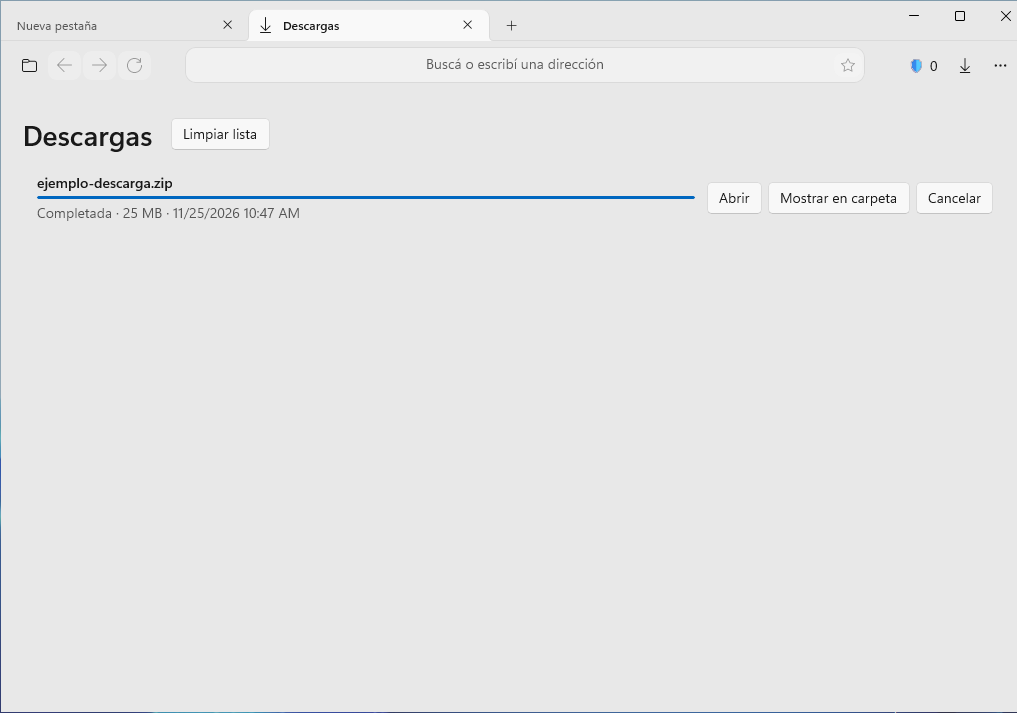 Nueva pestaña
Descargas
Buscá o escribí una dirección
0
Descargas
Limpiar lista
ejemplo-descarga.zip
Completada · 25 MB · 11/25/2026 10:47 AM
Abrir
Mostrar en carpeta
Cancelar